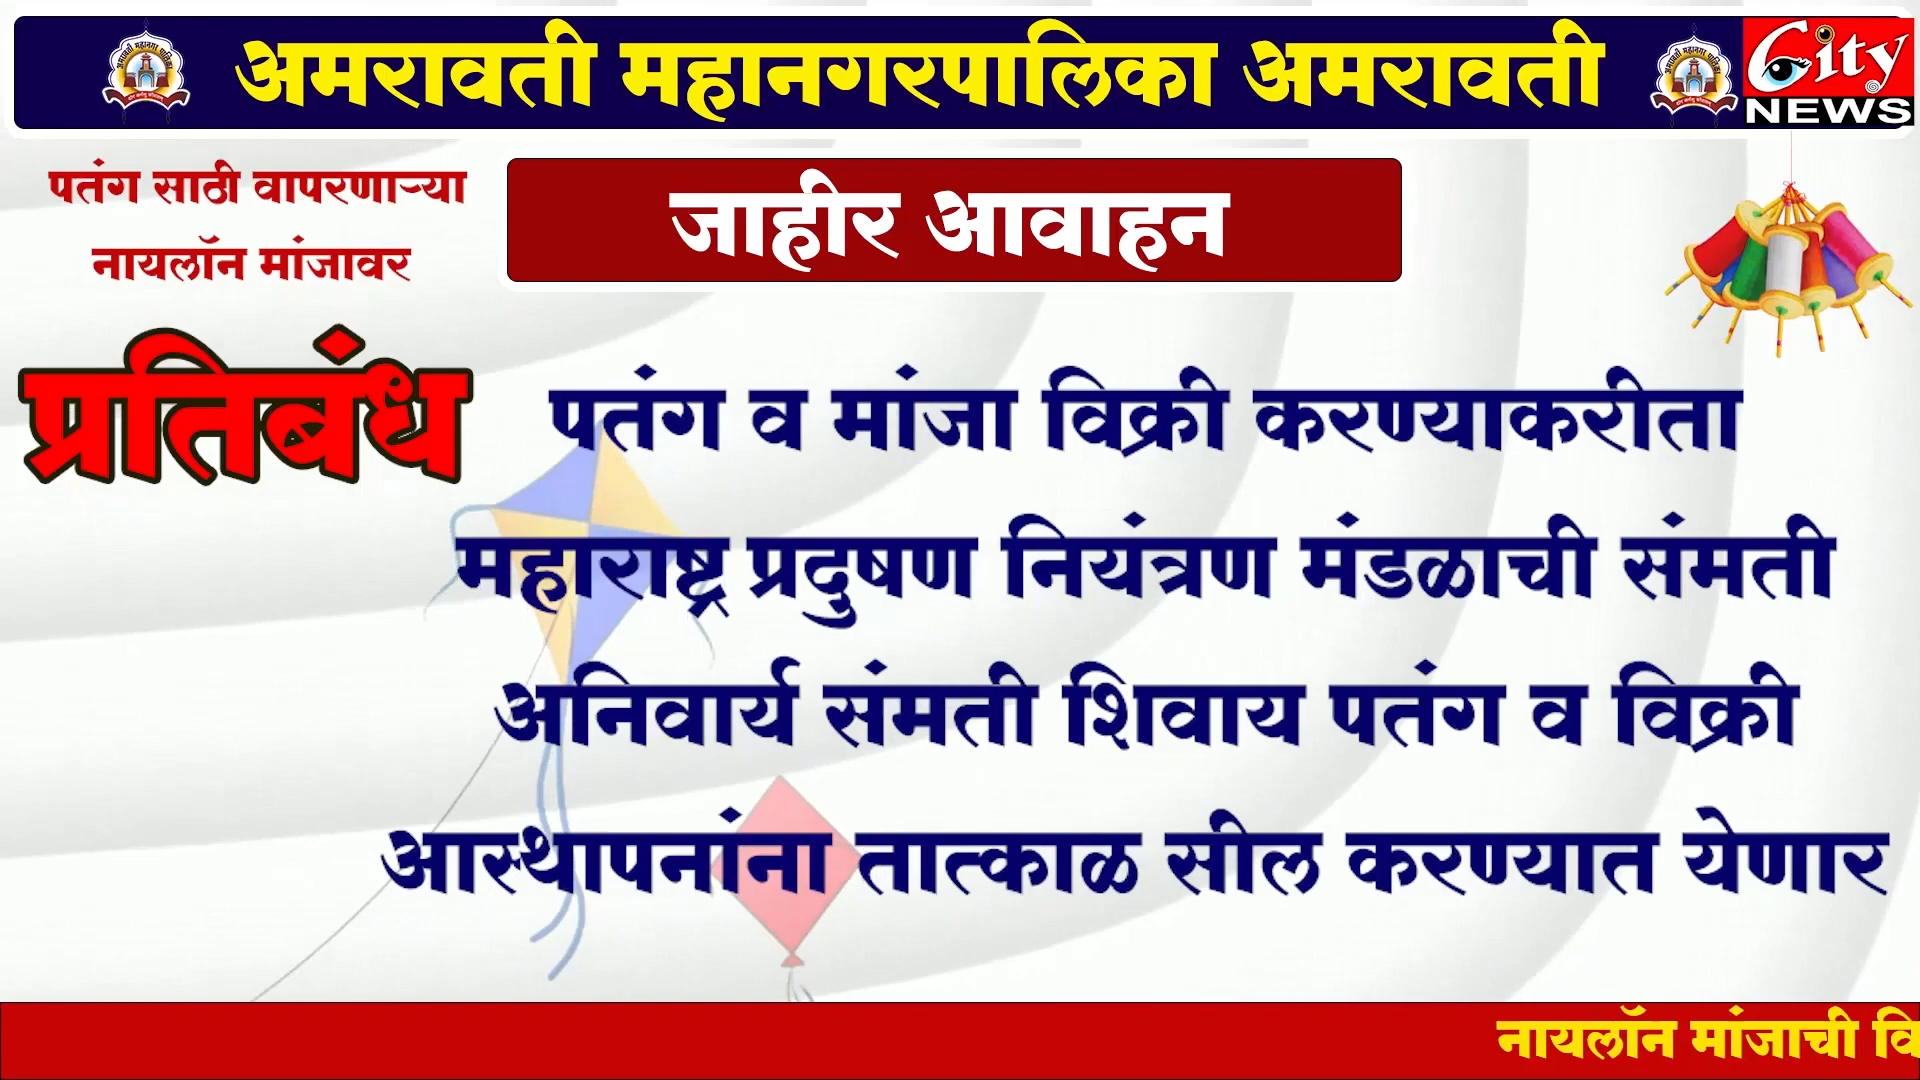 अमरावती महानगरपालिका अमरावती
City
NEWS
पतंग साठी वापरणाऱ्या
नायलॉन मांजावर
प्रतिबंध
जाहीर आवाहन
पतंग व मांजा विक्री करण्याकरीता
महाराष्ट्र प्रदुषण नियंत्रण मंडळाची संमती
अनिवार्य संमती शिवाय पतंग व विक्री
आस्थापनांना तात्काळ सील करण्यात येणार
नायलॉन मांजाची वि